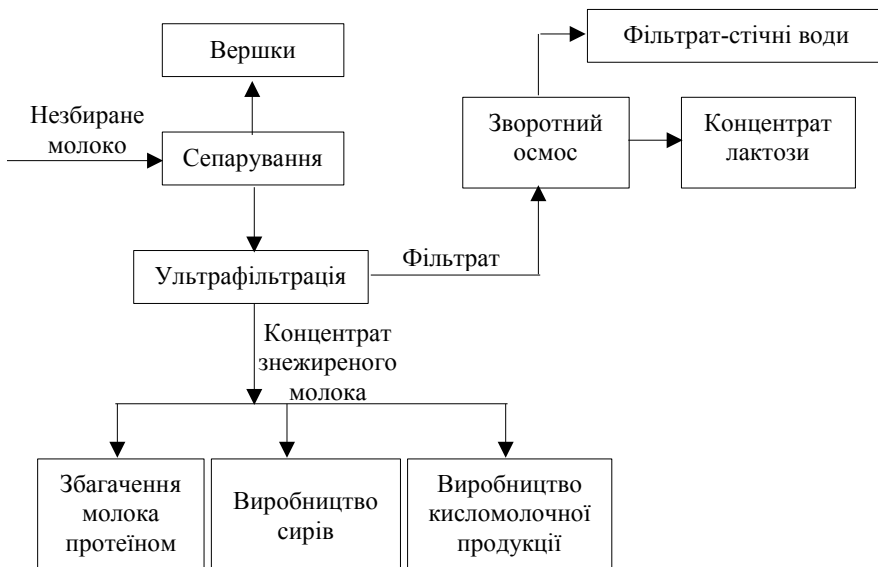 Фільтрат-стічні води
Вершки
Незбиране
молоко
Сепарування
Зворотний
осмос
Концентрат
лактози
Ультрафільтрація
Фільтрат
Концентрат
знежиреного
молока
Збагачення
молока
протеїном
Виробництво
сирів
Виробництво
кисломолочної
продукції